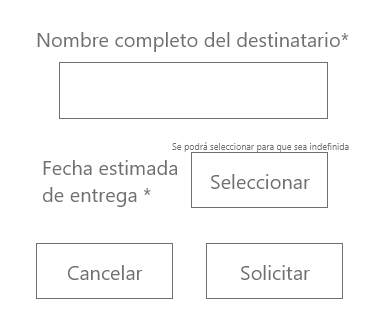 Nombre completo del destinatario*
Se podrá seleccionar para que sea indefinida
Fecha estimada
de entrega *
Seleccionar
Cancelar
Solicitar